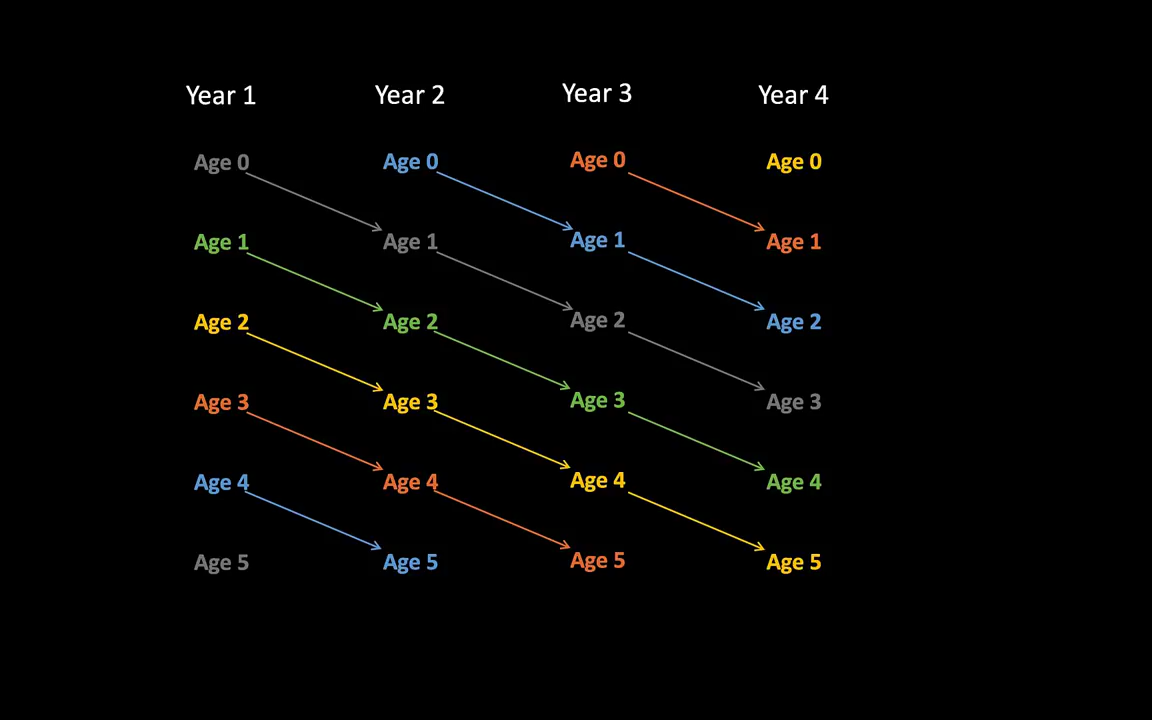 Year 1 Year 2 Year 3 Year 4
Age 0 Age 0 Age 0 Age 0
Age 1 Age 1 Age 1 Age 1
Age 2 Age 2 Age 2 Age 2
Age 3 Age 3 Age 3 Age 3
Age 4 Age 4 Age 4 Age 4
Age 5 Age 5 Age 5 Age 5